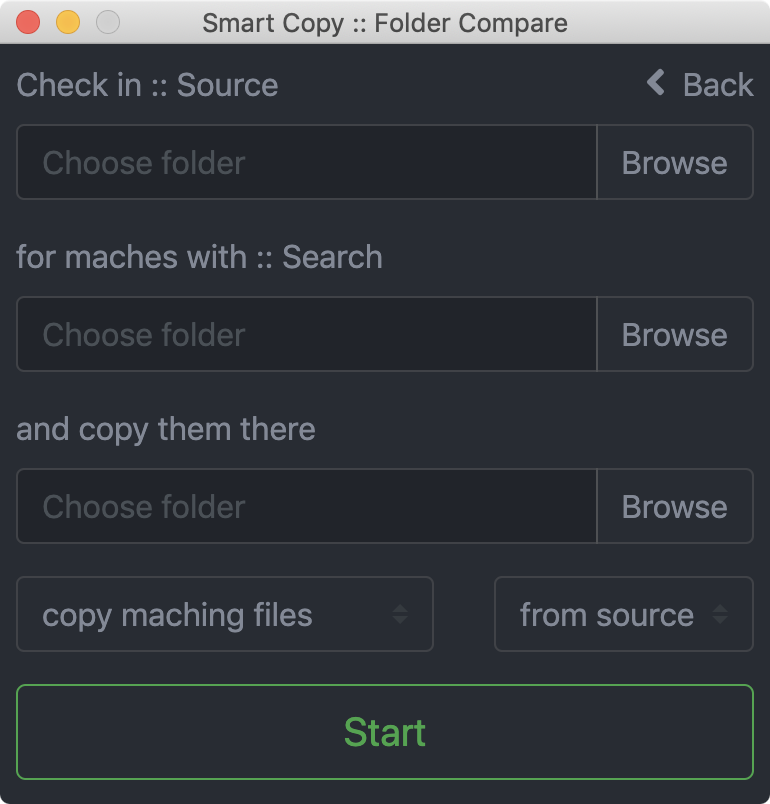 Smart Copy :: Folder Compare
Check in :: Source
Back
Choose folder
Browse
for maches with :: Search
Choose folder
Browse
and copy them there
Choose folder
Browse
copy maching files
from source
Start